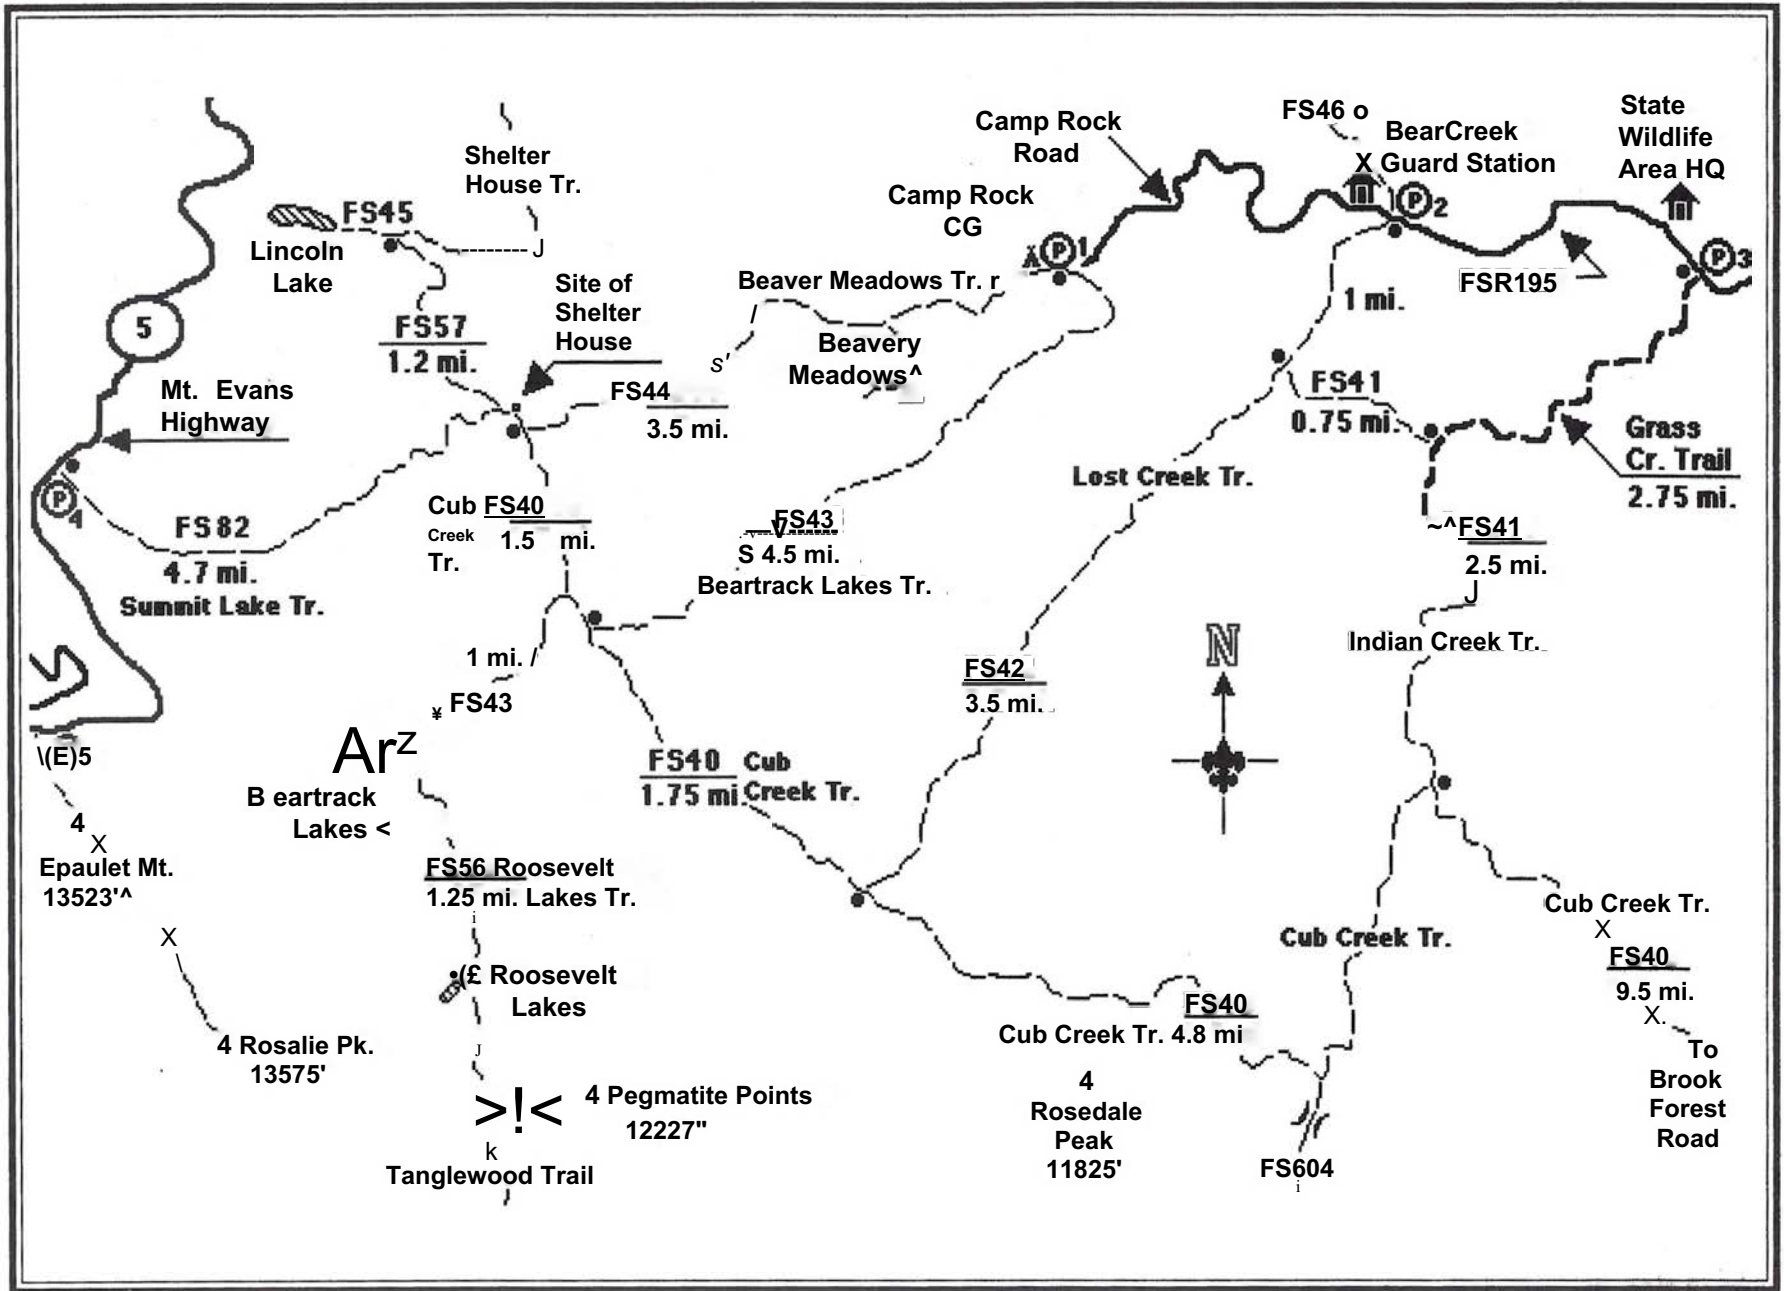 FS46 o
State
Wildlife
Area HQ
BearCreek
X Guard Station
Camp Rock
Road
Camp Rock
CG
Shelter
House Tr.
FS45
Lincoln
Lake
J
P 1
P 2
P 3
FSR195
1 mi.
Beaver Meadows Tr. r
Site of
Shelter
House
5
FS57
1.2 mi.
Beavery
Meadows^
s'
Mt. Evans
Highway
FS44
3.5 mi.
FS41
0.75 mi.
Grass
Cr. Trail
2.75 mi.
Lost Creek Tr.
P 4
FS82
4.7 mi.
Summit Lake Tr.
Cub FS40
Creek 1.5 mi.
Tr.
FS43
S 4.5 mi.
Beartrack Lakes Tr.
~^FS41
2.5 mi.
J
Indian Creek Tr.
N
1 mi. /
¥ FS43
FS42
3.5 mi.
\(E)5
Arz
B eartrack
Lakes <
FS40 Cub
1.75 mi. Creek Tr.
4
X
Epaulet Mt.
13523'^
X
FS56 Roosevelt
1.25 mi. Lakes Tr.
i
(£ Roosevelt
Lakes
J
Cub Creek Tr.
X
FS40
9.5 mi.
X.
To
Brook
Forest
Road
Cub Creek Tr.
FS40
Cub Creek Tr. 4.8 mi
4 Rosalie Pk.
13575'
>!< 4 Pegmatite Points
12227"
k
Tanglewood Trail
4
Rosedale
Peak
11825'
FS604
i